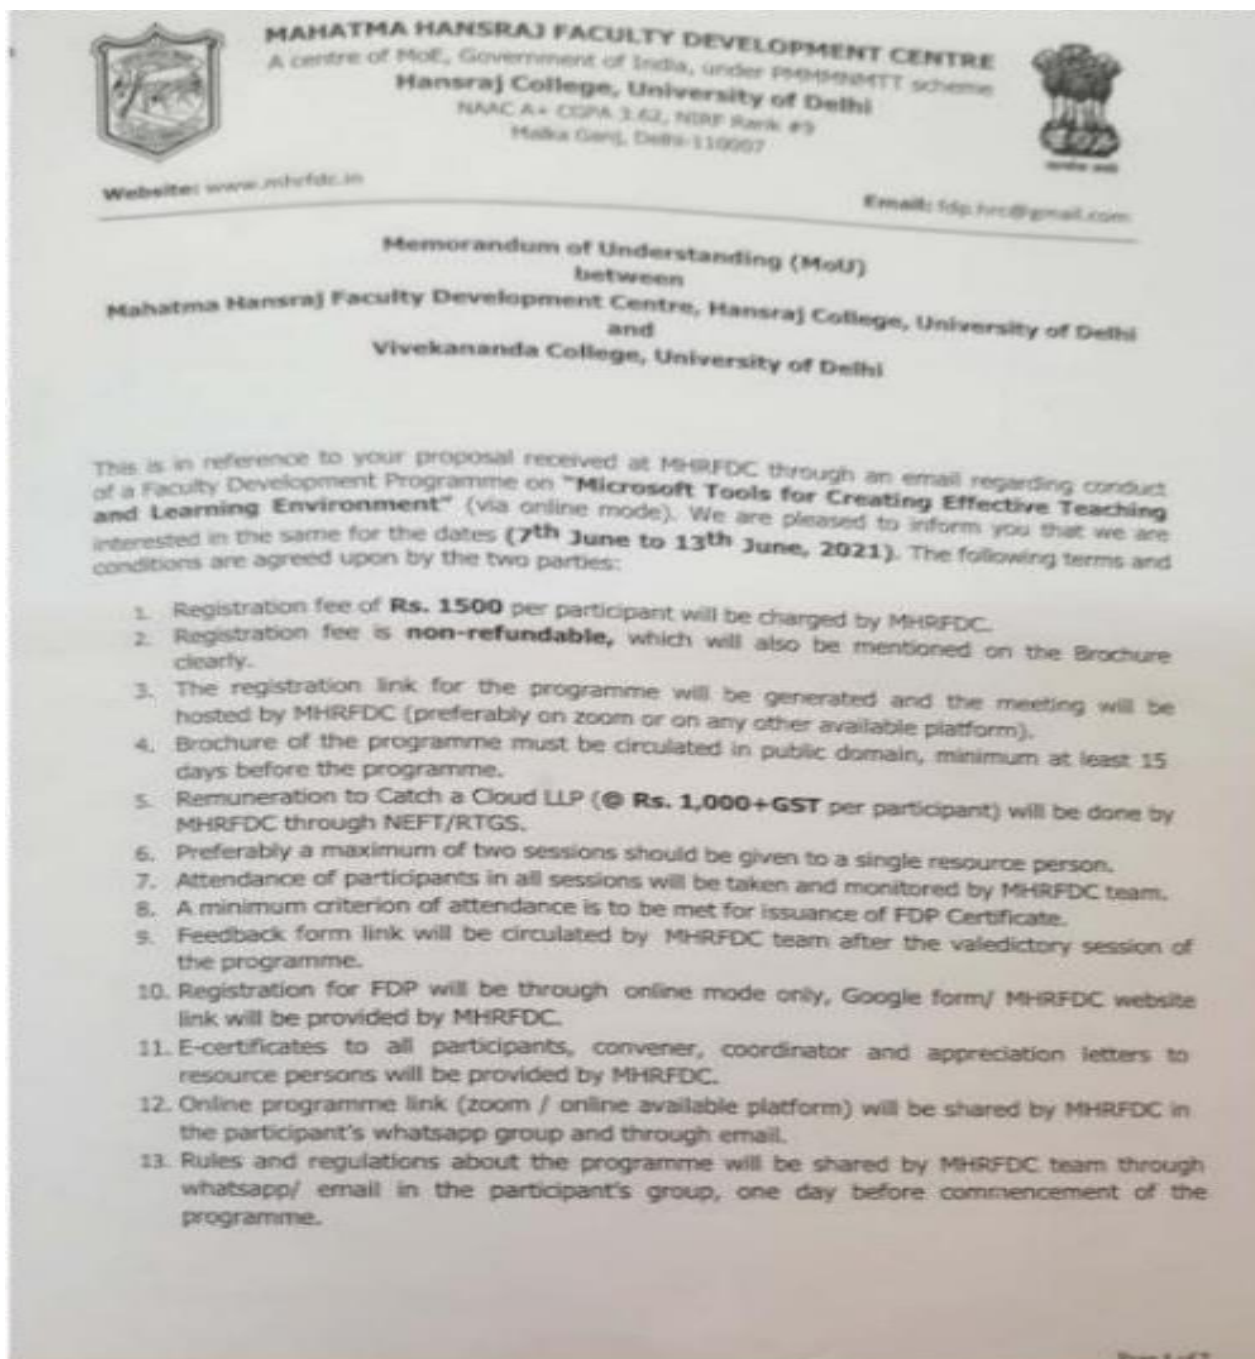 MAHATMA HANSRAJ FACULTY DEVELOPMENT CENTRE
A centre of MoE, Government of India, under PMMMNMTT scheme
Hansraj College, University of Delhi
NAAC A+ CGPA 3.62, NIRF Rank #9
Malka Ganj, Delhi-110007
Website: www.mhrfdc.in
Email: fdp.hrc@gmail.com
Memorandum of Understanding (MoU)
between
Mahatma Hansraj Faculty Development Centre, Hansraj College, University of Delhi
and
Vivekananda College, University of Delhi
This is in reference to your proposal received at MHRFDC through an email regarding conduct
of a Faculty Development Programme on "Microsoft Tools for Creating Effective Teaching
and Learning Environment" (via online mode). We are pleased to inform you that we are
interested in the same for the dates (7th June to 13th June, 2021). The following terms and
conditions are agreed upon by the two parties:
1. Registration fee of Rs. 1500 per participant will be charged by MHRFDC.
2. Registration fee is non-refundable, which will also be mentioned on the Brochure
clearly.
3. The registration link for the programme will be generated and the meeting will be
hosted by MHRFDC (preferably on zoom or on any other available platform).
4. Brochure of the programme must be circulated in public domain, minimum at least 15
days before the programme.
5. Remuneration to Catch a Cloud LLP (@ Rs. 1,000+GST per participant) will be done by
MHRFDC through NEFT/RTGS.
6. Preferably a maximum of two sessions should be given to a single resource person.
7. Attendance of participants in all sessions will be taken and monitored by MHRFDC team.
8. A minimum criterion of attendance is to be met for issuance of FDP Certificate.
9. Feedback form link will be circulated by MHRFDC team after the valedictory session of
the programme.
10. Registration for FDP will be through online mode only, Google form/ MHRFDC website
link will be provided by MHRFDC.
11. E-certificates to all participants, convener, coordinator and appreciation letters to
resource persons will be provided by MHRFDC.
12. Online programme link (zoom / online available platform) will be shared by MHRFDC in
the participant's whatsapp group and through email.
13. Rules and regulations about the programme will be shared by MHRFDC team through
whatsapp/ email in the participant's group, one day before commencement of the
programme.